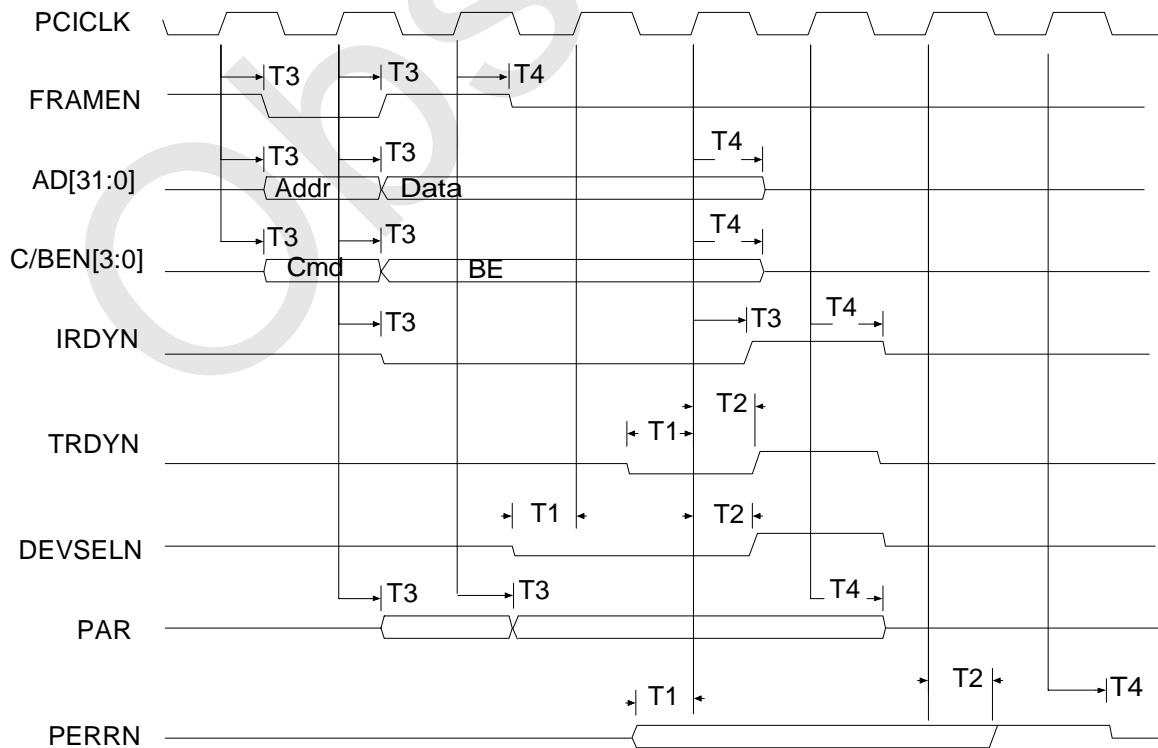 PCICLK
T3 T3 T4
FRAMEN
T3 T3 T4
AD[31:0]
Addr Data
T3 T3 T4
C/BEN[3:0]
Cmd BE
T3 T3 T4
IRDYN
T1 T2
TRDYN
T1 T2
DEVSELN
T3 T3 T4
PAR
T1 T2 T4
PERRN
Obs